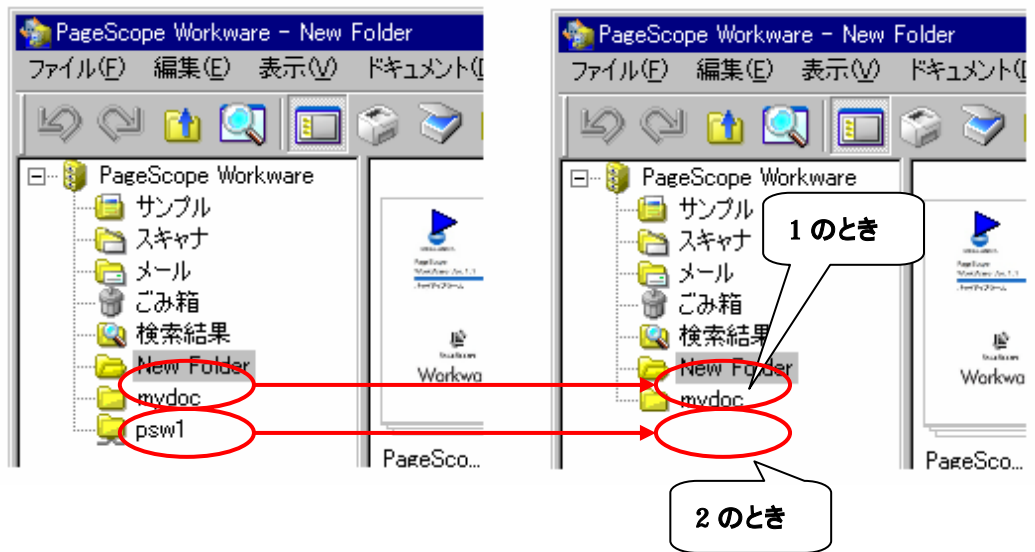 PageScope Workware - New Folder
ファイル(F) 編集(E) 表示(V) ドキュメント(
PageScope Workware
サンプル
スキャナ
メール
ごみ箱
検索結果
New Folder
mydoc
psw1
Workwa
PageSco...
PageScope Workware - New Folder
ファイル(F) 編集(E) 表示(V) ドキュメント(
PageScope Workware
サンプル
スキャナ
メール
ごみ箱
検索結果
New Folder
mydoc
Workwa
PageSco...
1 のとき
2 のとき